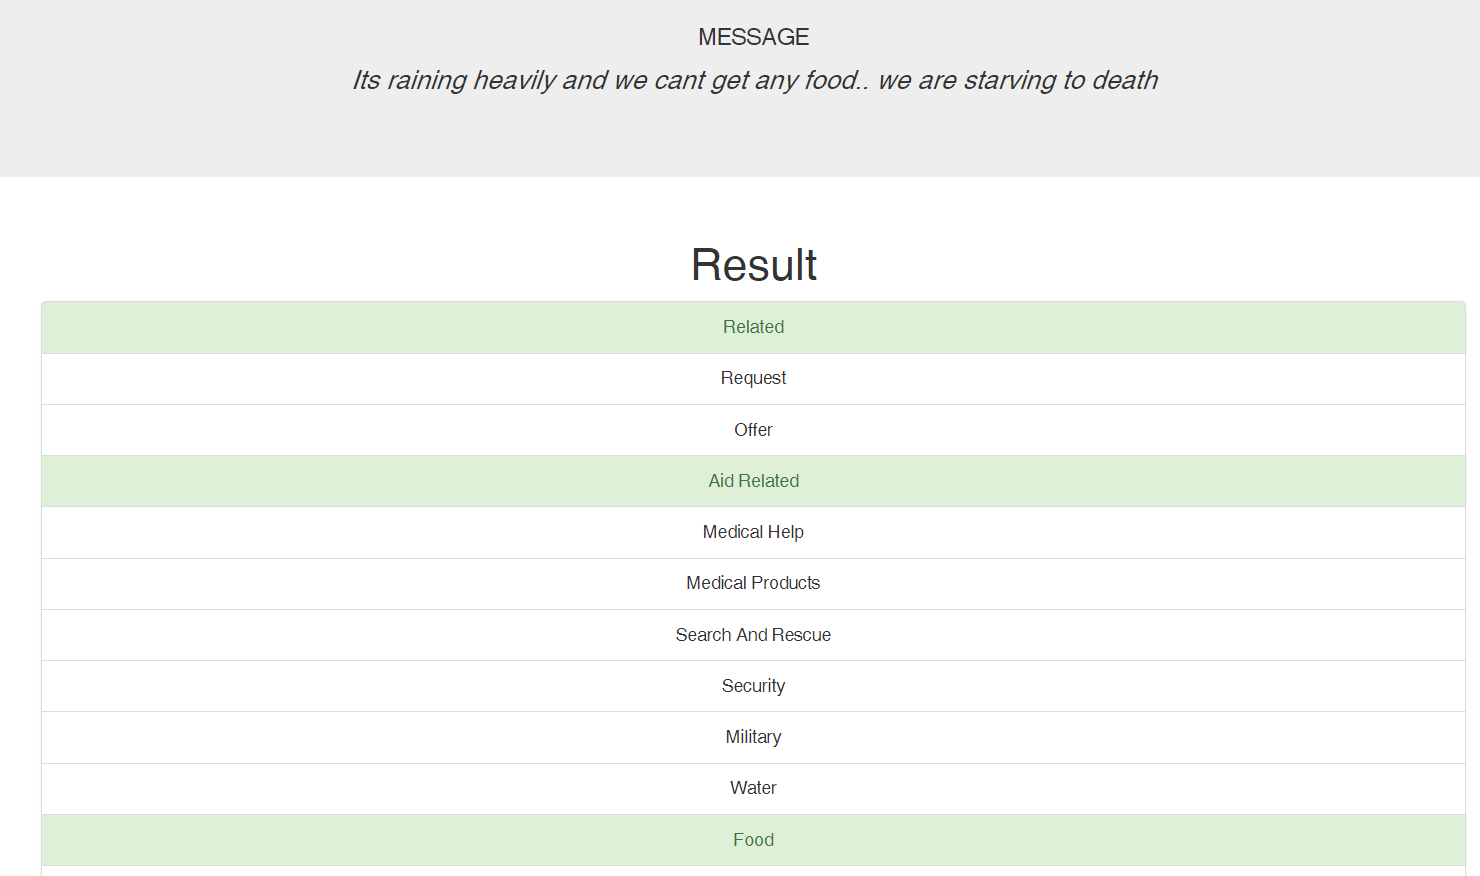 MESSAGE
Its raining heavily and we cant get any food.. we are starving to death
Result
Related
Request
Offer
Aid Related
Medical Help
Medical Products
Search And Rescue
Security
Military
Water
Food